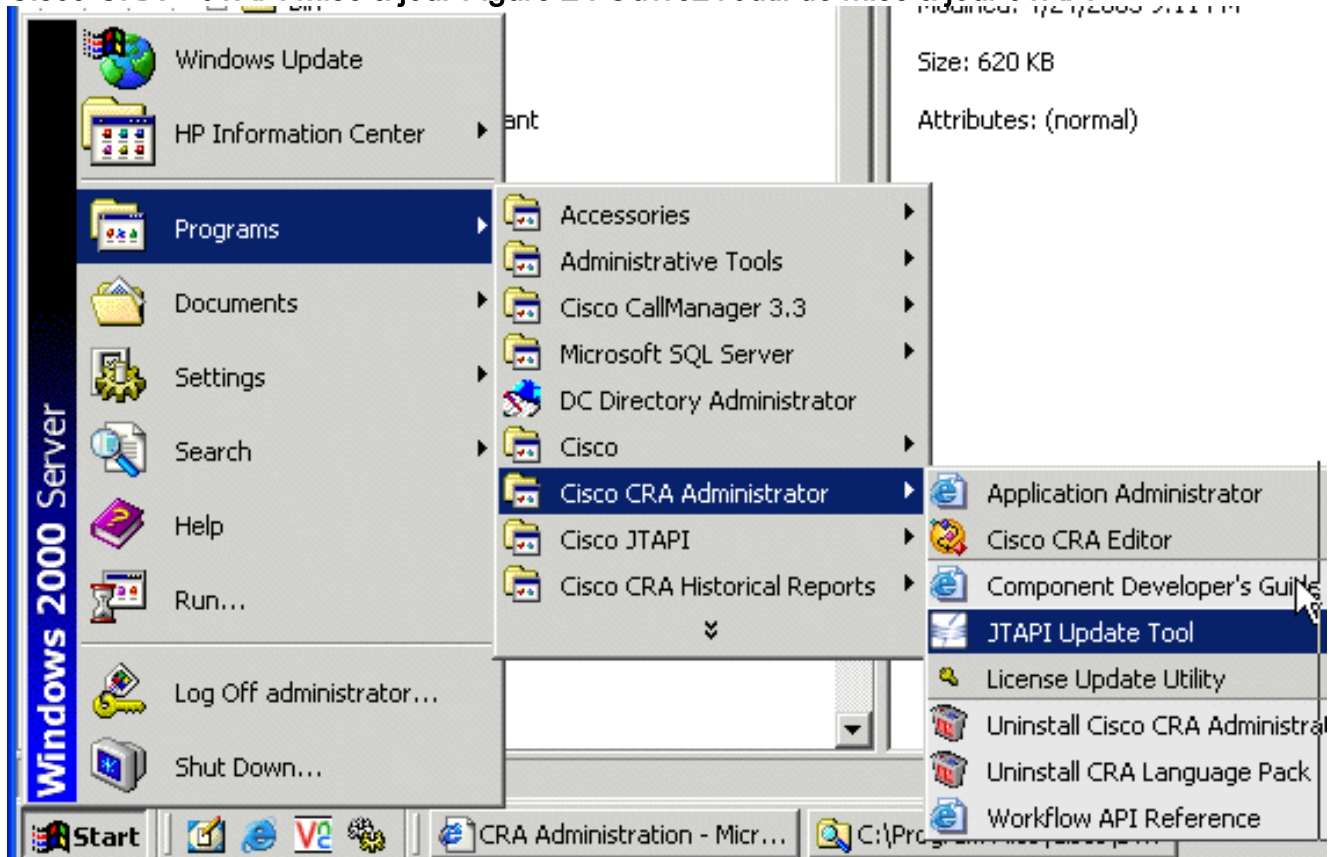 Windows Update
HP Information Center
Programs
Documents
Settings
Search
Help
Run...
Log Off administrator...
Shut Down...
Windows 2000 Server
ant
Size: 620 KB
Attributes: (normal)
Accessories
Administrative Tools
Cisco CallManager 3.3
Microsoft SQL Server
DC Directory Administrator
Cisco
Cisco CRA Administrator
Cisco JTAPI
Cisco CRA Historical Reports
Application Administrator
Cisco CRA Editor
Component Developer's Guide
JTAPI Update Tool
License Update Utility
Uninstall Cisco CRA Administrat
Uninstall CRA Language Pack
Workflow API Reference
Start
CRA Administration - Micr...